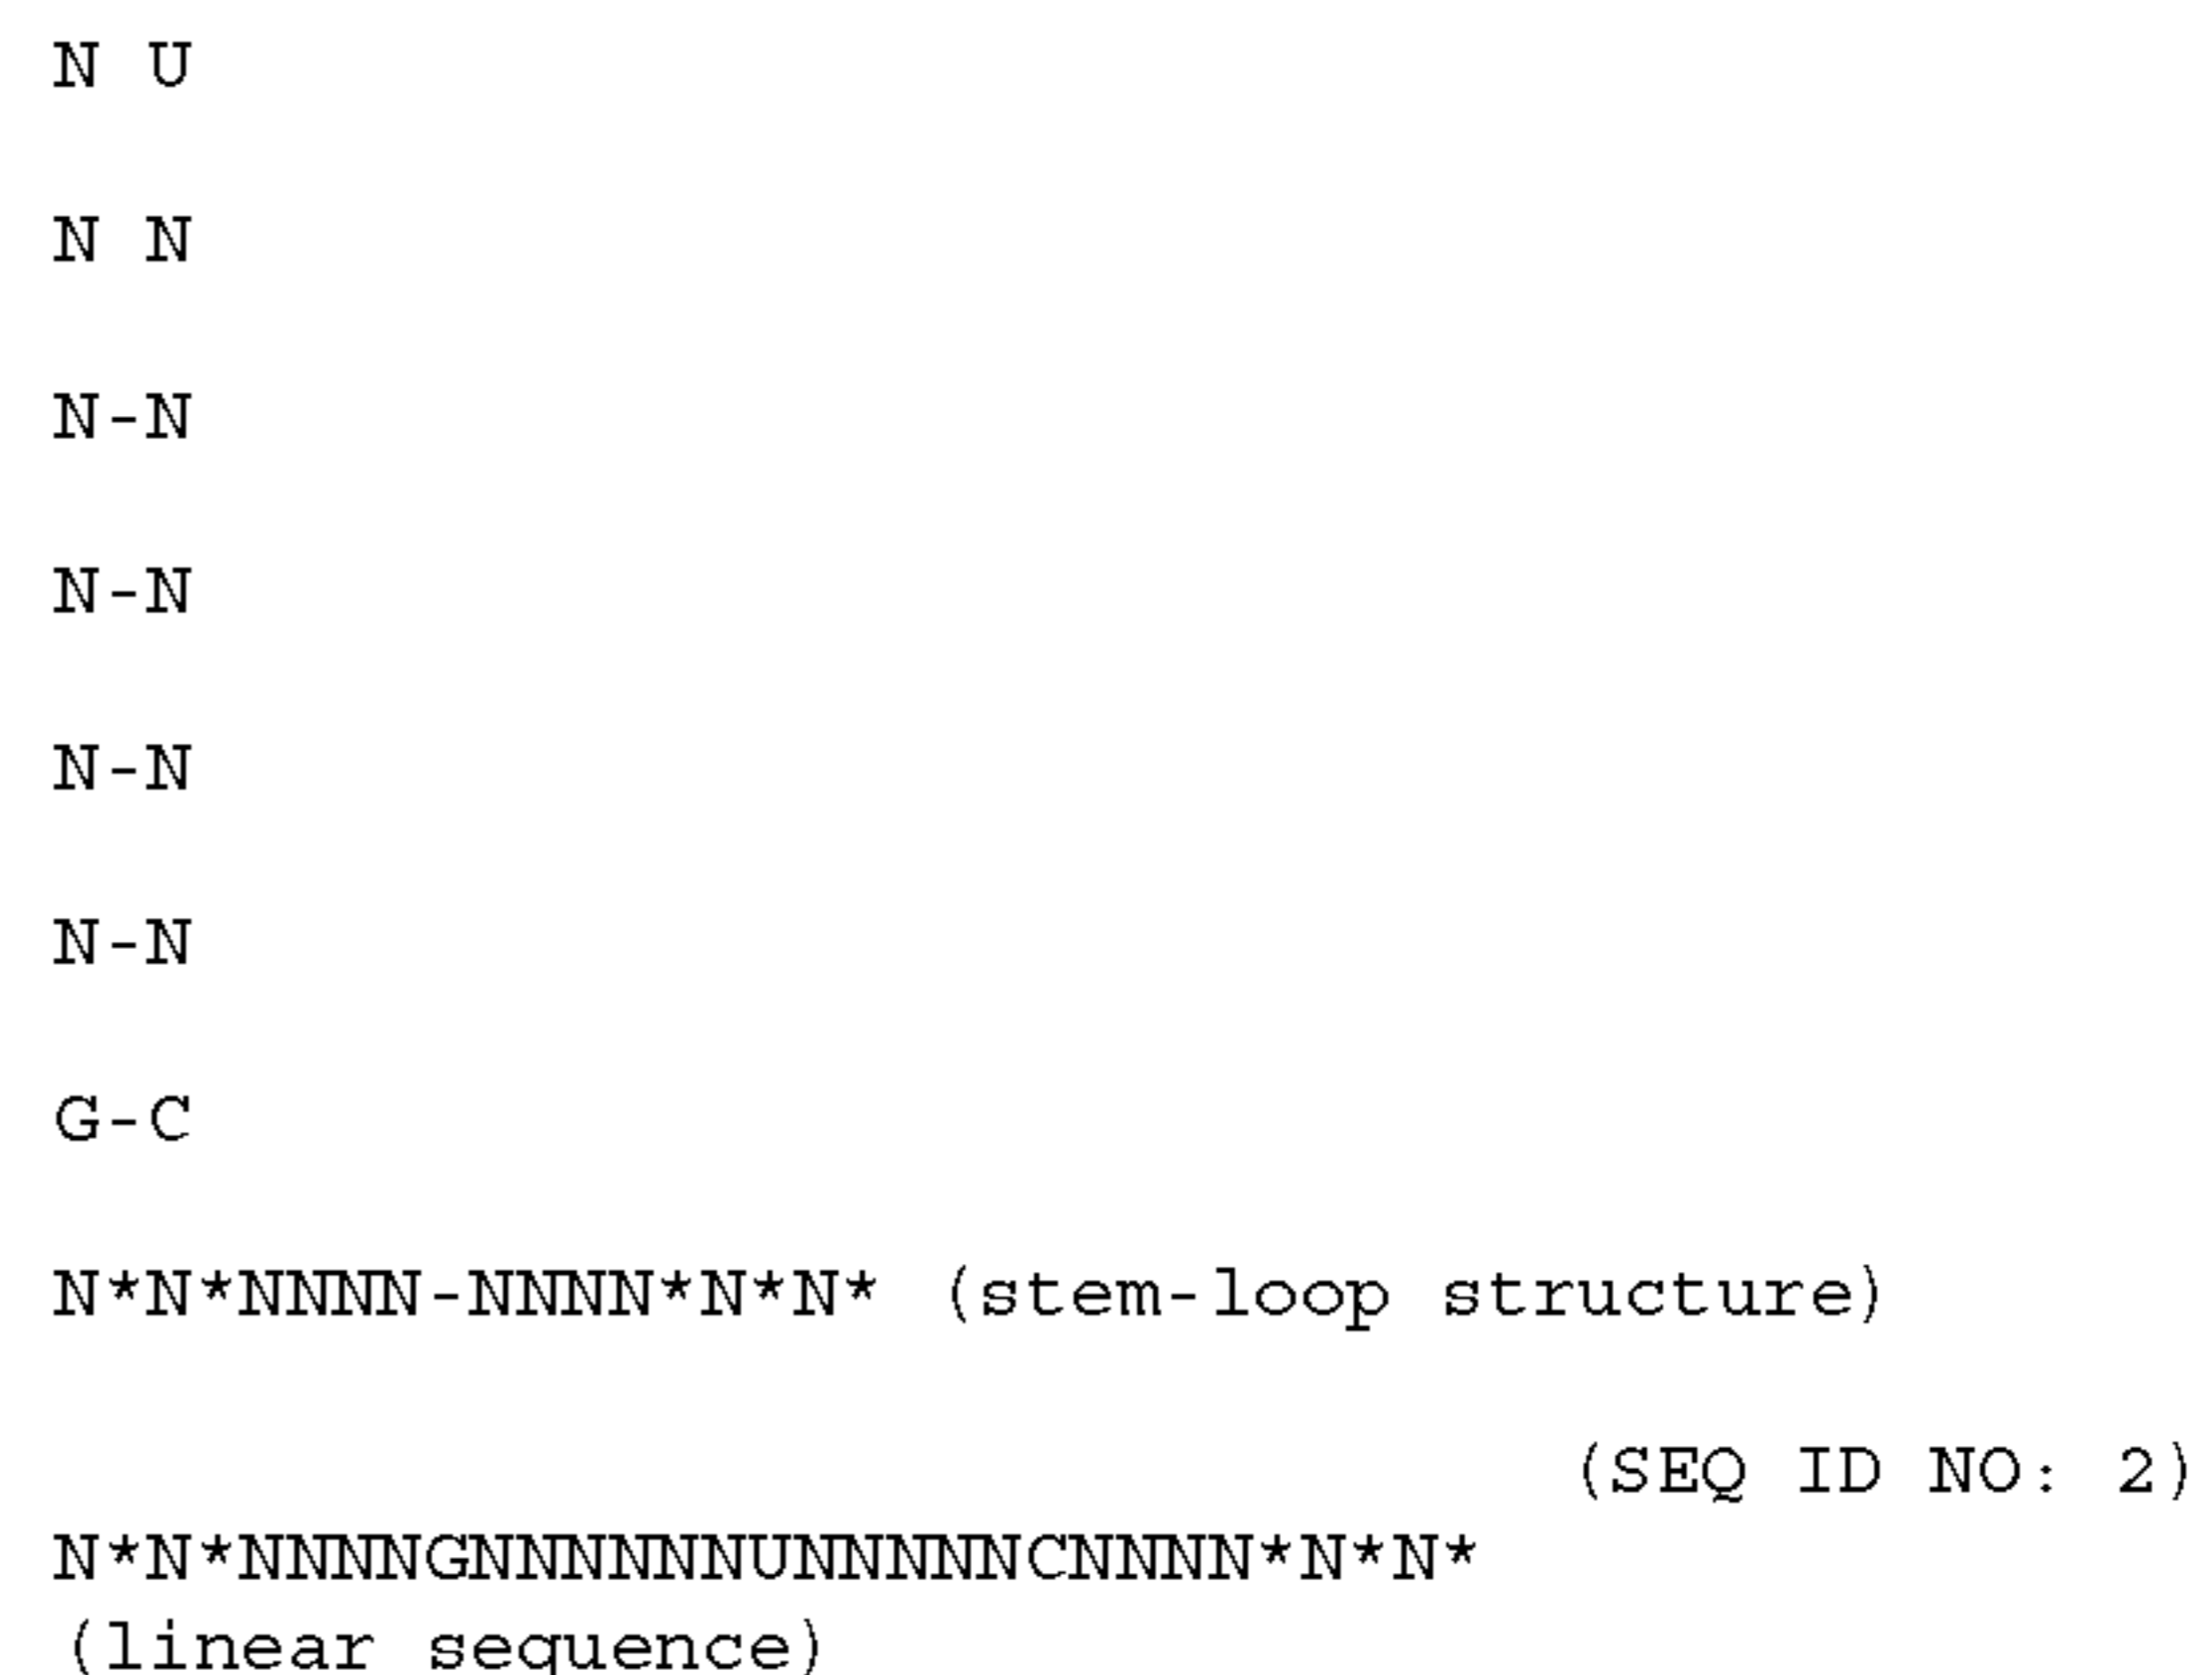 N U
N N
N-N
N-N
N-N
N-N
G-C
N*N*NNNN-NNNN*N*N* (stem-loop structure)
(SEQ ID NO: 2)
N*N*NNNNGNNNNNNUNNNNNCNNNN*N*N*
(linear sequence)